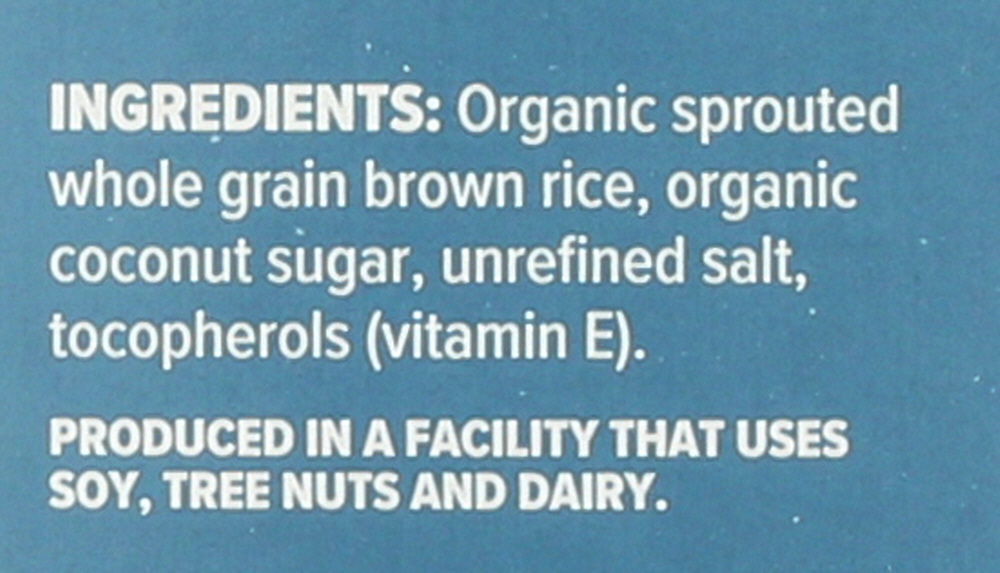 INGREDIENTS: Organic sprouted
whole grain brown rice, organic
coconut sugar, unrefined salt,
tocopherols (vitamin E).
PRODUCED IN A FACILITY THAT USES
SOY, TREE NUTS AND DAIRY.